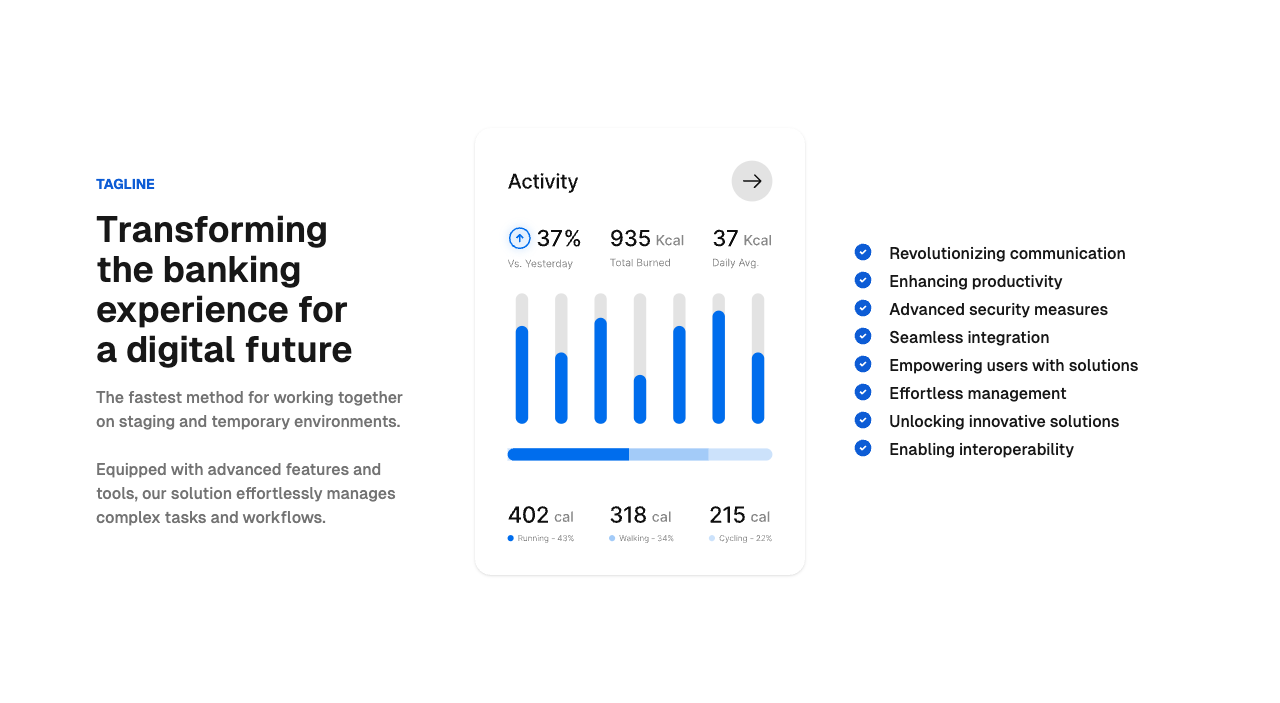 TAGLINE
Transforming
the banking
experience for
a digital future
The fastest method for working together
on staging and temporary environments.
Equipped with advanced features and
tools, our solution effortlessly manages
complex tasks and workflows.
Activity
37% 935 Kcal 37 Kcal
Vs. Yesterday Total Burned Daily Avg.
402 cal 318 cal 215 cal
Running - 43% Walking - 34% Cycling - 22%
Revolutionizing communication
Enhancing productivity
Advanced security measures
Seamless integration
Empowering users with solutions
Effortless management
Unlocking innovative solutions
Enabling interoperability